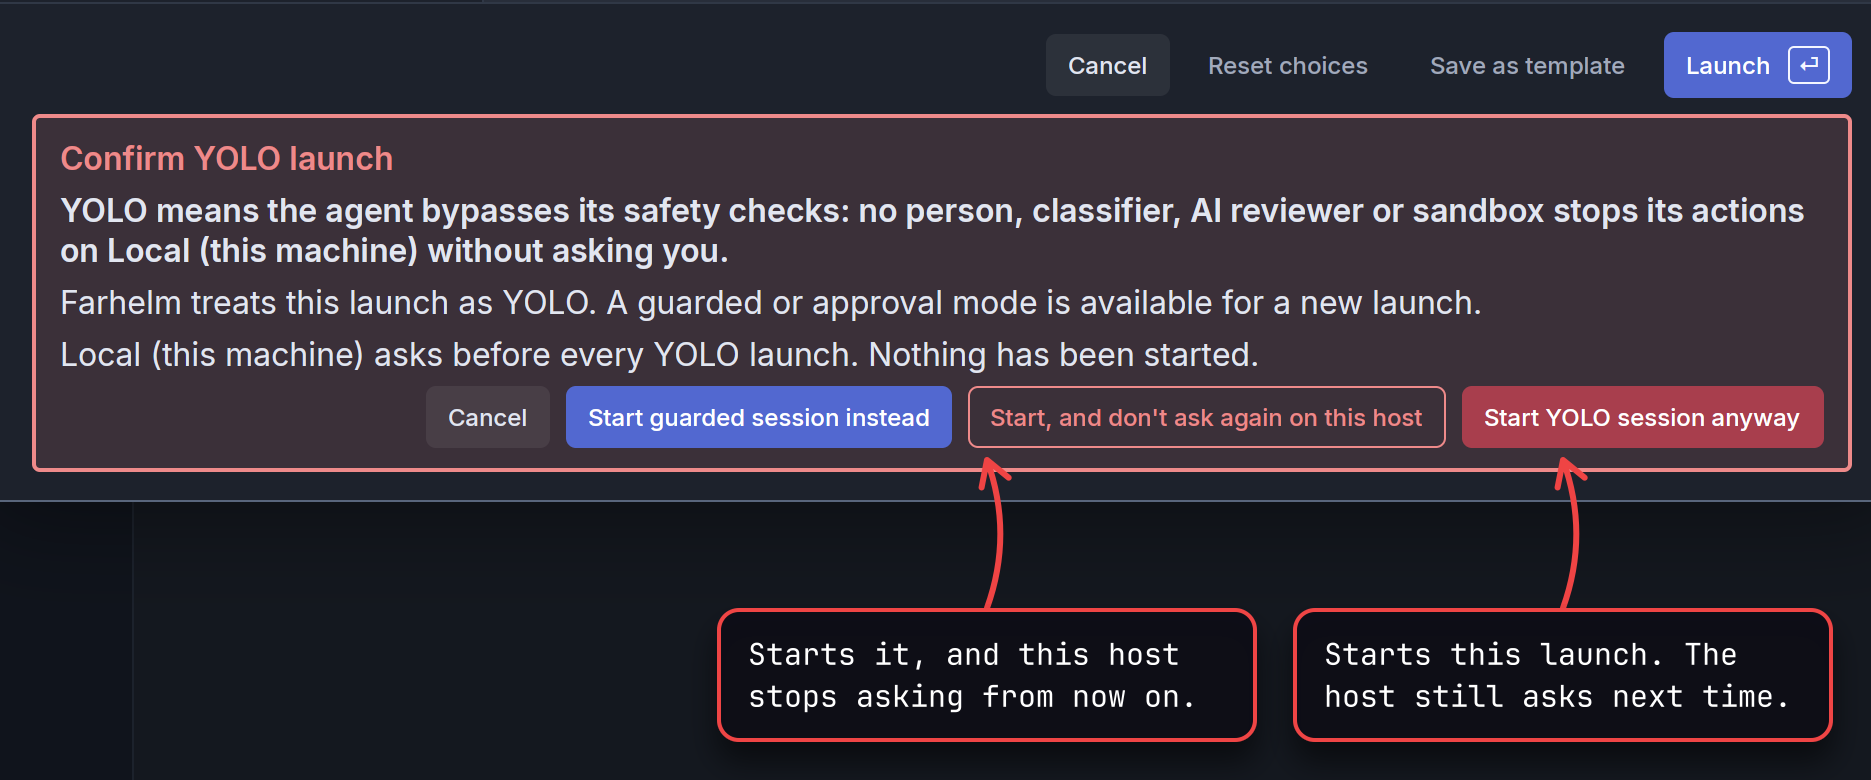 Cancel Reset choices Save as template Launch
Confirm YOLO launch
YOLO means the agent bypasses its safety checks: no person, classifier, AI reviewer or sandbox stops its actions
on Local (this machine) without asking you.
Farhelm treats this launch as YOLO. A guarded or approval mode is available for a new launch.
Local (this machine) asks before every YOLO launch. Nothing has been started.
Cancel Start guarded session instead Start, and don't ask again on this host Start YOLO session anyway
Starts it, and this host
stops asking from now on.
Starts this launch. The
host still asks next time.